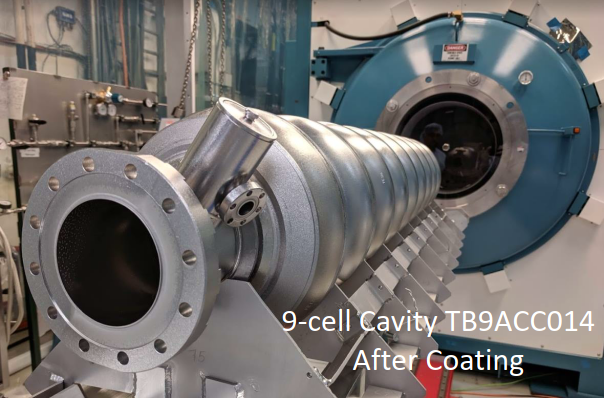 DANGER
9-cell Cavity TB9ACC014
After Coating